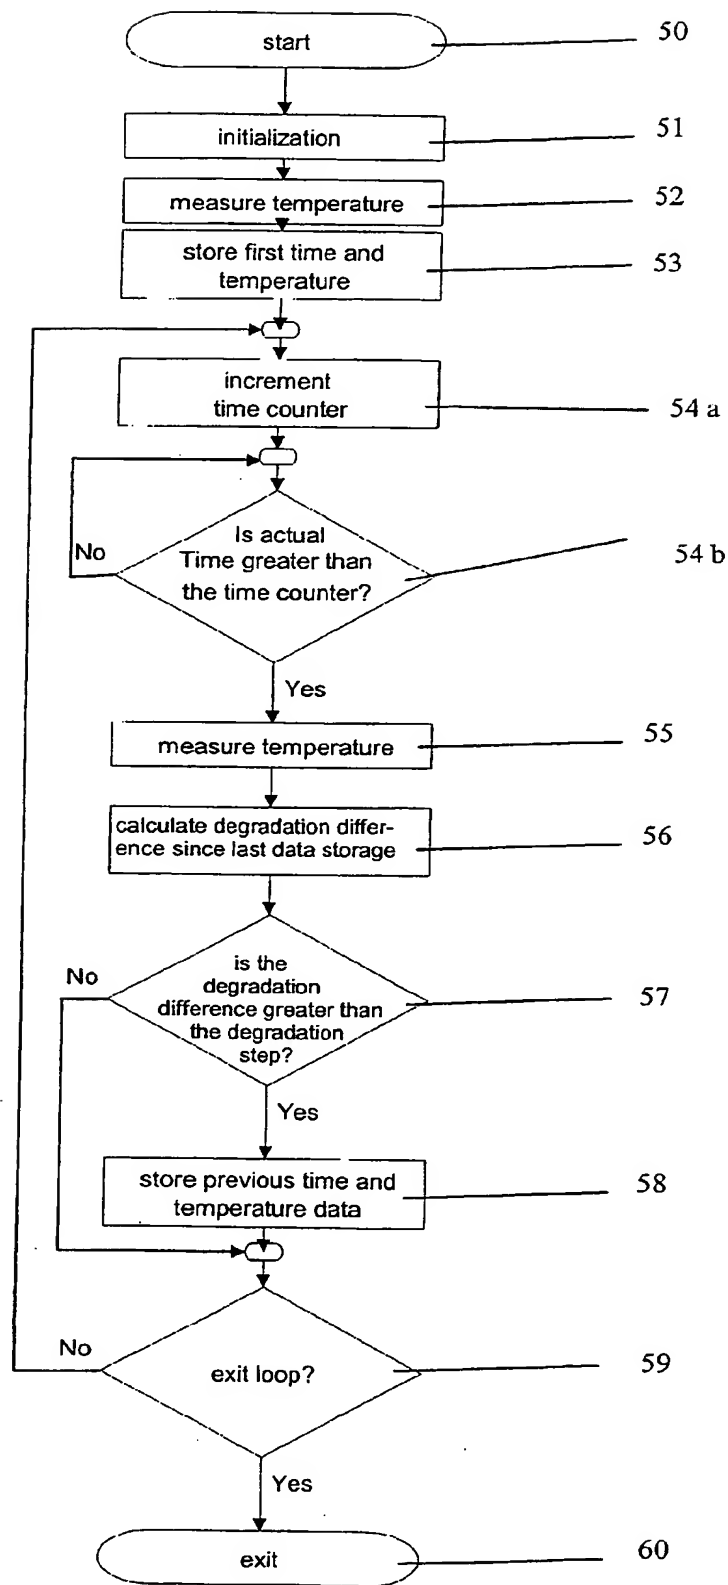 start
50
initialization
51
measure temperature
52
store first time and
temperature
53
increment
time counter
54 a
Is actual
Time greater than
the time counter?
No
54 b
Yes
measure temperature
55
calculate degradation differ-
ence since last data storage
56
No
is the
degradation
difference greater than
the degradation
step?
57
Yes
store previous time and
temperature data
58
No
exit loop?
59
Yes
exit
60